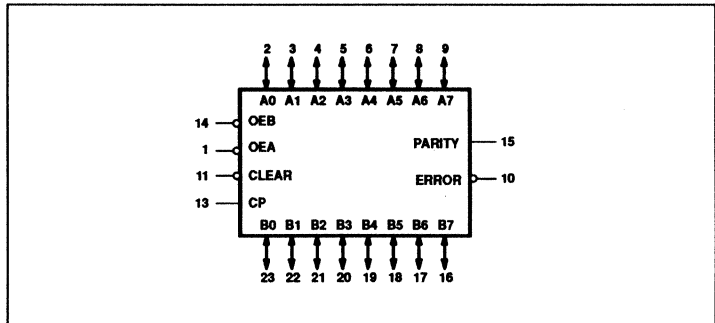 2 3 4 5 6 7 8 9
A0 A1 A2 A3 A4 A5 A6 A7
14 OEB
1 OEA
11 CLEAR
13 CP
PARITY 15
ERROR 10
B0 B1 B2 B3 B4 B5 B6 B7
23 22 21 20 19 18 17 16